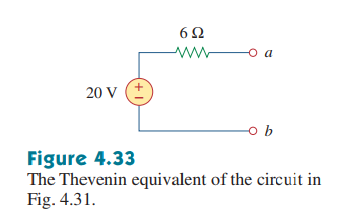 6 Ω
a
20 V
+
−
b
Figure 4.33
The Thevenin equivalent of the circuit in
Fig. 4.31.